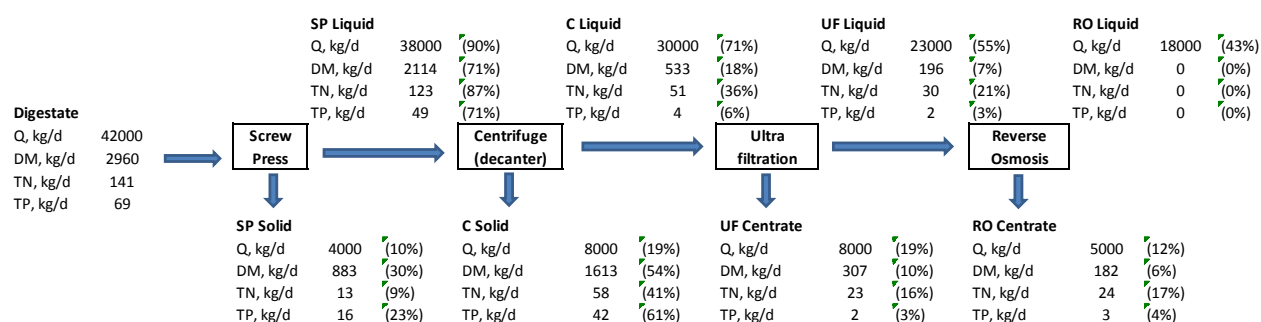 SP Liquid
Q, kg/d 38000 (90%)
DM, kg/d 2114 (71%)
TN, kg/d 123 (87%)
TP, kg/d 49 (71%)
C Liquid
Q, kg/d 30000 (71%)
DM, kg/d 533 (18%)
TN, kg/d 51 (36%)
TP, kg/d 4 (6%)
UF Liquid
Q, kg/d 23000 (55%)
DM, kg/d 196 (7%)
TN, kg/d 30 (21%)
TP, kg/d 2 (3%)
RO Liquid
Q, kg/d 18000 (43%)
DM, kg/d 0 (0%)
TN, kg/d 0 (0%)
TP, kg/d 0 (0%)
Digestate
Q, kg/d 42000
DM, kg/d 2960
TN, kg/d 141
TP, kg/d 69
Screw
Press
Centrifuge
(decanter)
Ultra
filtration
Reverse
Osmosis
SP Solid
Q, kg/d 4000 (10%)
DM, kg/d 883 (30%)
TN, kg/d 13 (9%)
TP, kg/d 16 (23%)
C Solid
Q, kg/d 8000 (19%)
DM, kg/d 1613 (54%)
TN, kg/d 58 (41%)
TP, kg/d 42 (61%)
UF Centrate
Q, kg/d 8000 (19%)
DM, kg/d 307 (10%)
TN, kg/d 23 (16%)
TP, kg/d 2 (3%)
RO Centrate
Q, kg/d 5000 (12%)
DM, kg/d 182 (6%)
TN, kg/d 24 (17%)
TP, kg/d 3 (4%)